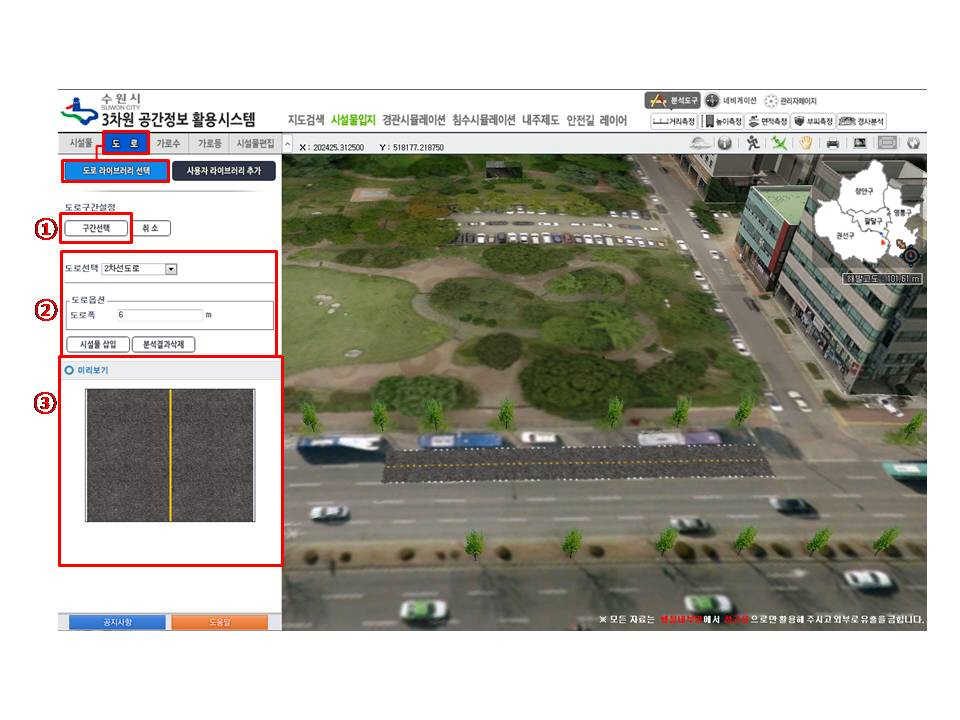 수원시
SUWON CITY
3차원 공간정보 활용시스템
지도검색 시설물입지 경관시뮬레이션 침수시뮬레이션 내주제도 안전길 레이어
분석도구 네비게이션 관리자페이지
거리측정 높이측정 면적측정 부피측정 경사분석
시설물 도 로 가로수 가로등 시설물편집
X : 202425.312500 Y : 518177.218750
도로 라이브러리 선택 사용자 라이브러리 추가
도로구간설정
① 구간선택 취 소
장안구
영통구
팔달구
권선구
해발고도 : 101.61 m
도로선택 2차선도로
② 도로옵션
도로폭 6 m
시설물 삽입 분석결과삭제
미리보기
③
공지사항 도움말
※ 모든 자료는 에서 으로만 활용해 주시고 외부로 유출을 금합니다.